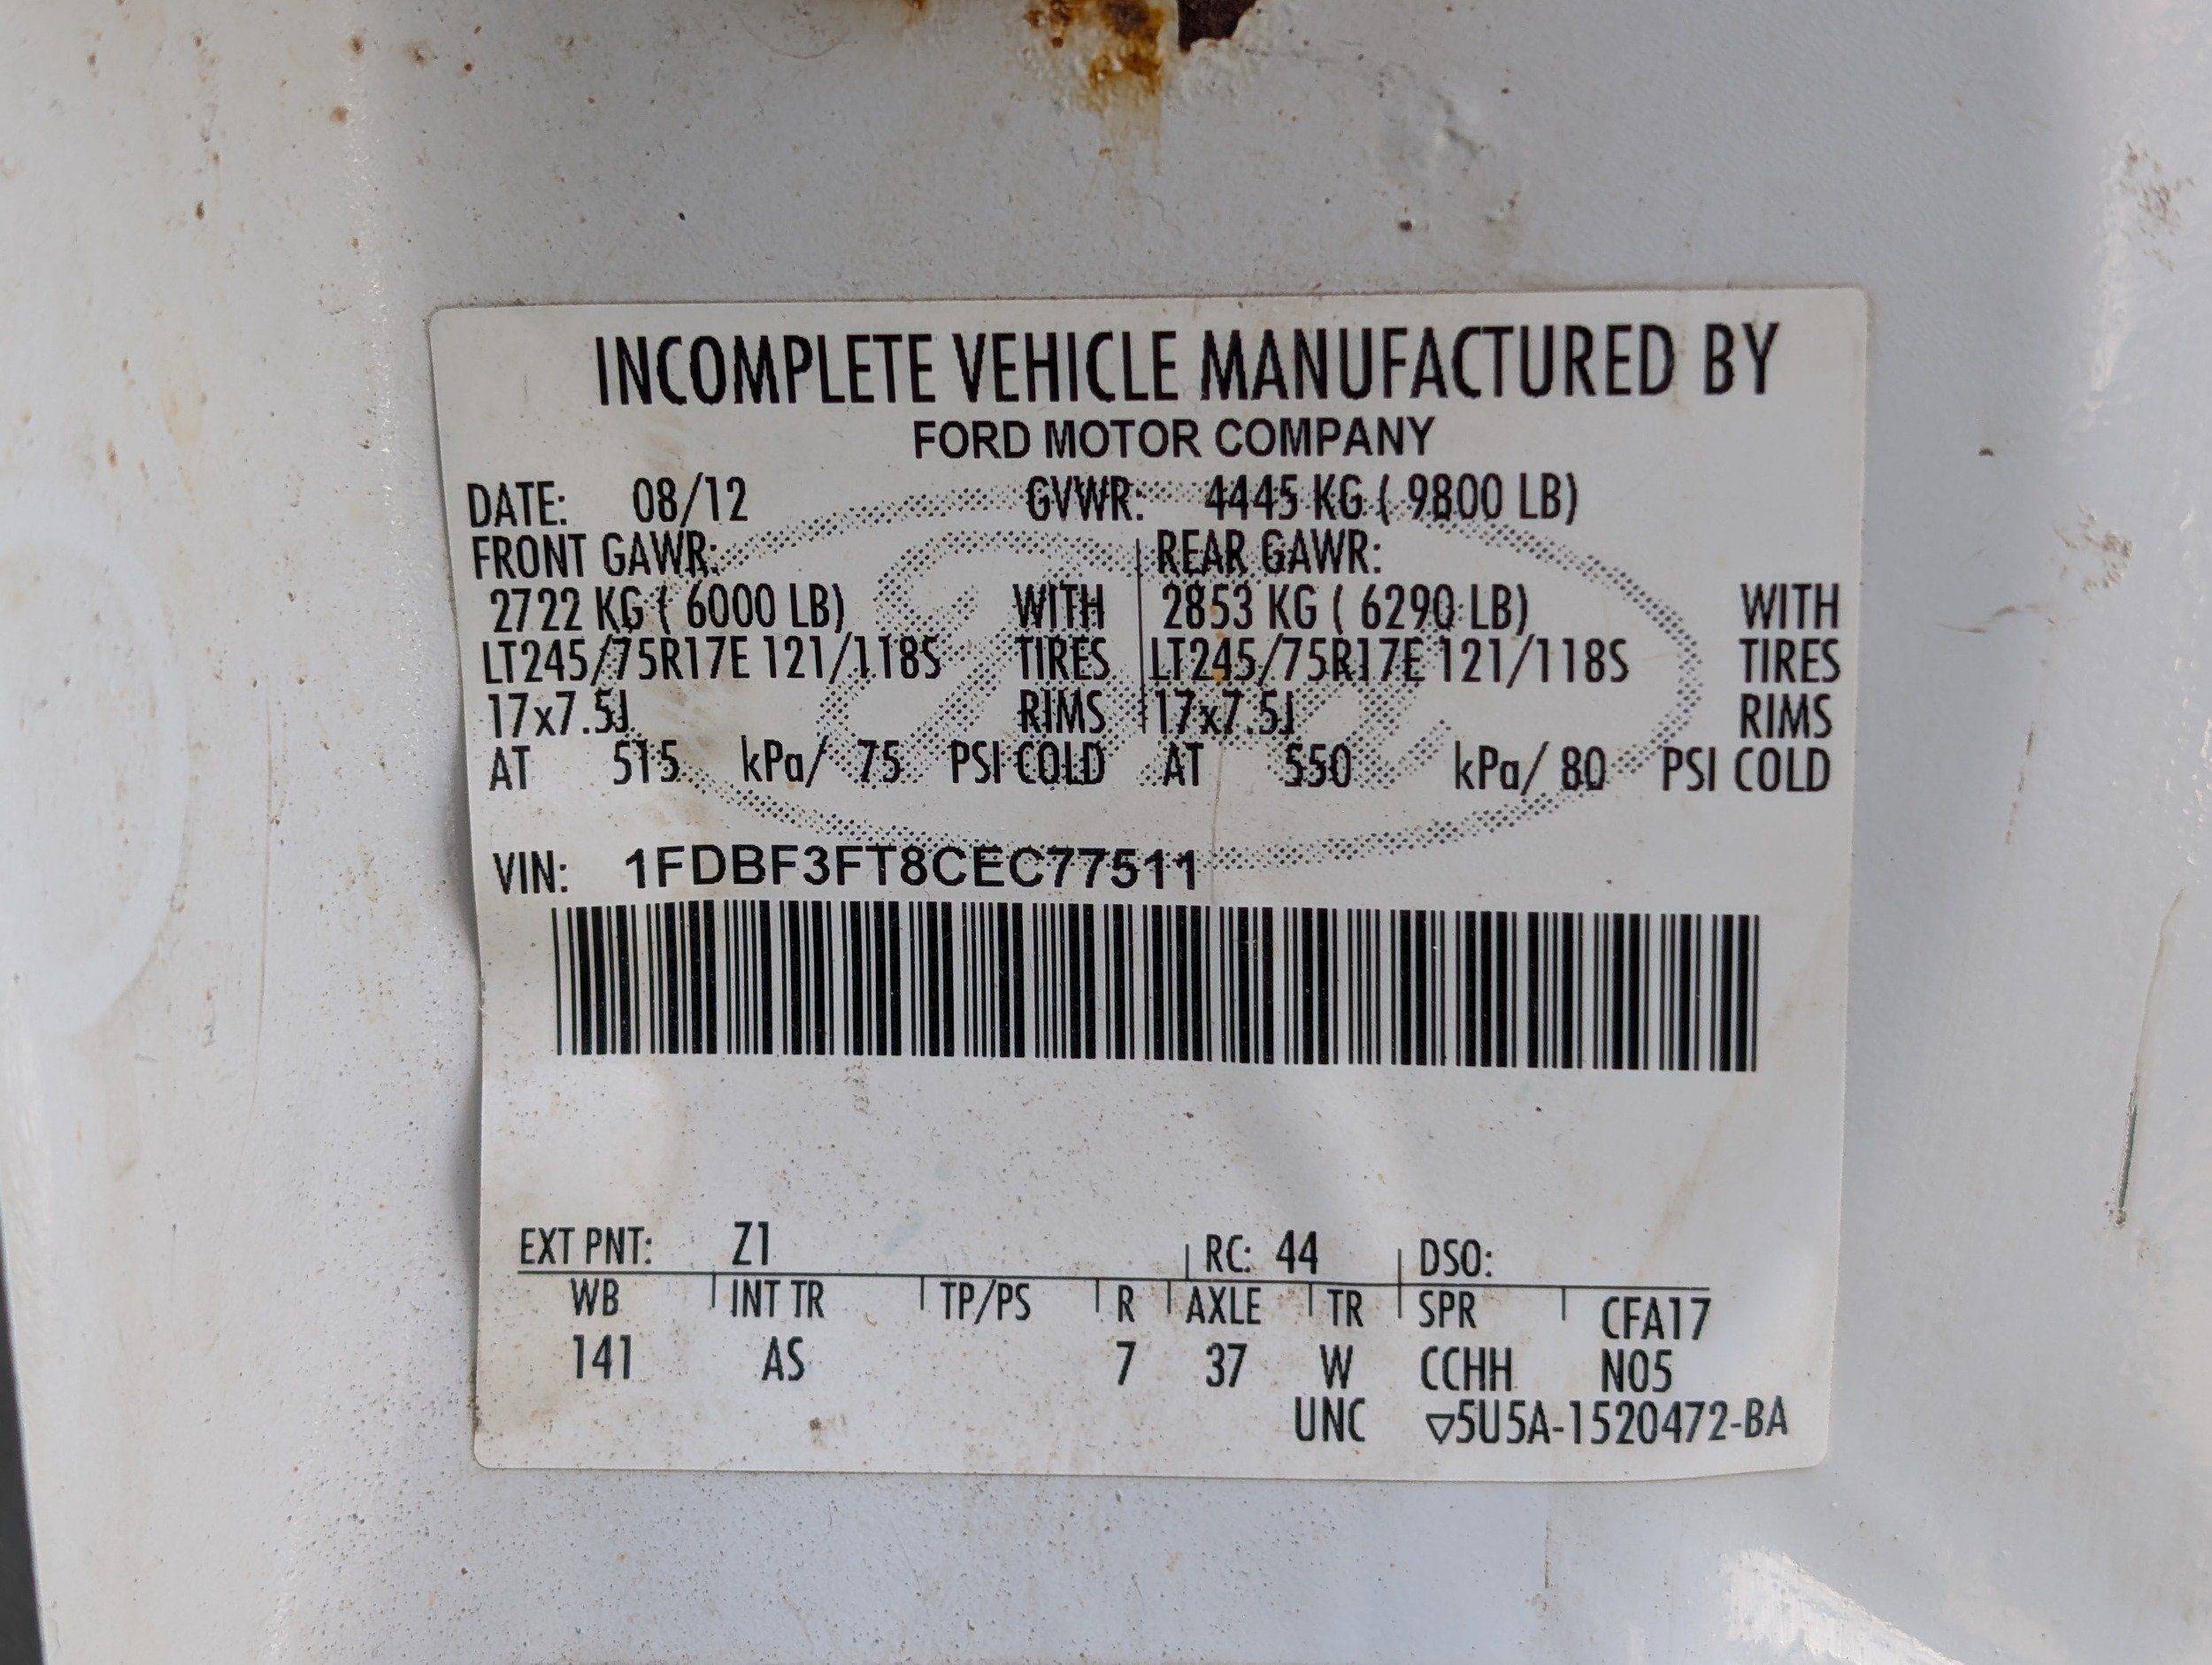 INCOMPLETE VEHICLE MANUFACTURED BY
FORD MOTOR COMPANY
DATE: 08/12 GVWR: 4445 KG ( 9800 LB)
FRONT GAWR: REAR GAWR:
2722 KG ( 6000 LB) WITH 2853 KG ( 6290 LB) WITH
LT245/75R17E 121/118S TIRES LT245/75R17E 121/118S TIRES
17x7.5J RIMS 17x7.5J RIMS
AT 515 kPa/ 75 PSI COLD AT 550 kPa/ 80 PSI COLD
VIN: 1FDBF3FT8CEC77511
EXT PNT: Z1 RC: 44 DSO:
WB INT TR TP/PS R AXLE TR SPR CFA17
141 AS 7 37 W CCHH N05
UNC ▽5U5A-1520472-BA